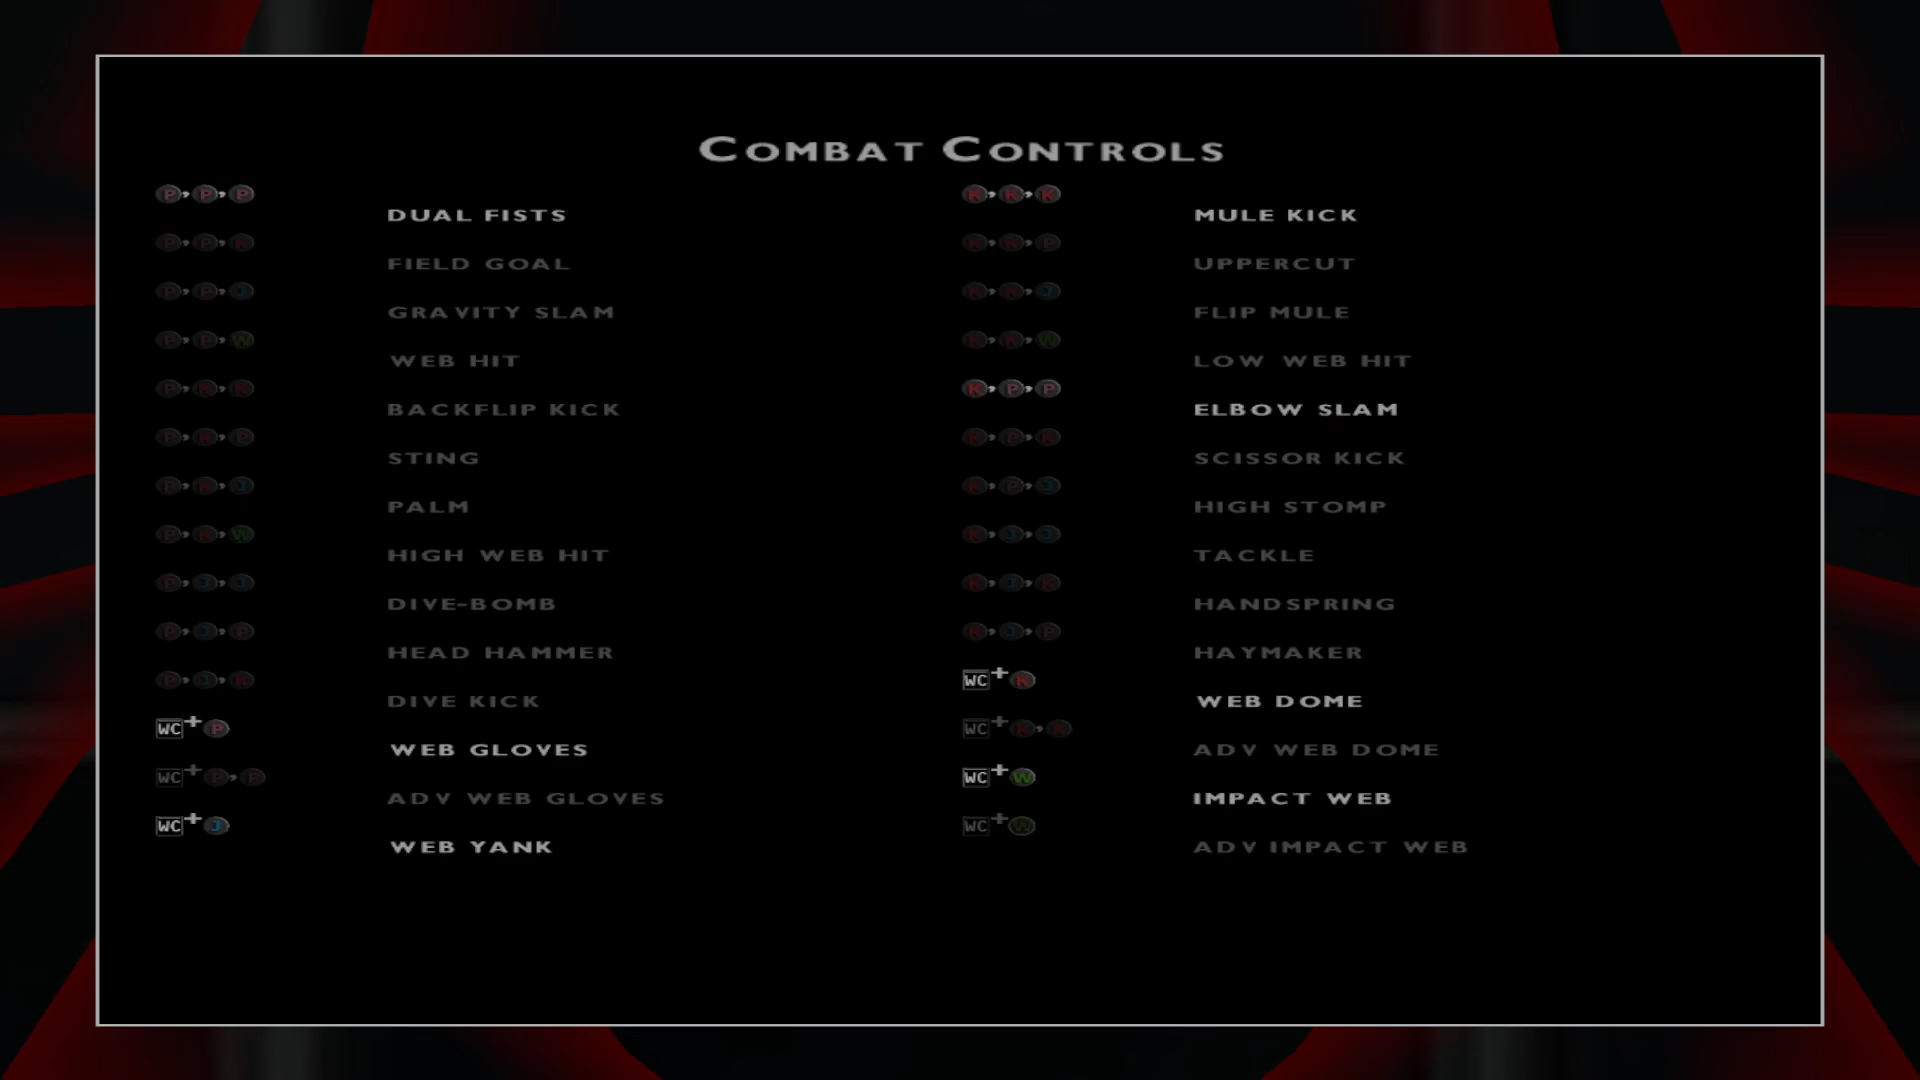 COMBAT CONTROLS
P,P,P DUAL FISTS
P,P,K FIELD GOAL
P,P,J GRAVITY SLAM
P,P,W WEB HIT
P,K,K BACKFLIP KICK
P,K,P STING
P,K,J PALM
P,K,W HIGH WEB HIT
P,J,J DIVE-BOMB
P,J,P HEAD HAMMER
P,J,K DIVE KICK
WC+P WEB GLOVES
WC+P,P ADV WEB GLOVES
WC+J WEB YANK
K,K,K MULE KICK
K,K,P UPPERCUT
K,K,J FLIP MULE
K,K,W LOW WEB HIT
K,P,P ELBOW SLAM
K,P,K SCISSOR KICK
K,P,J HIGH STOMP
K,J,J TACKLE
K,J,K HANDSPRING
K,J,P HAYMAKER
WC+K WEB DOME
WC+K,K ADV WEB DOME
WC+W IMPACT WEB
WC+W ADV IMPACT WEB